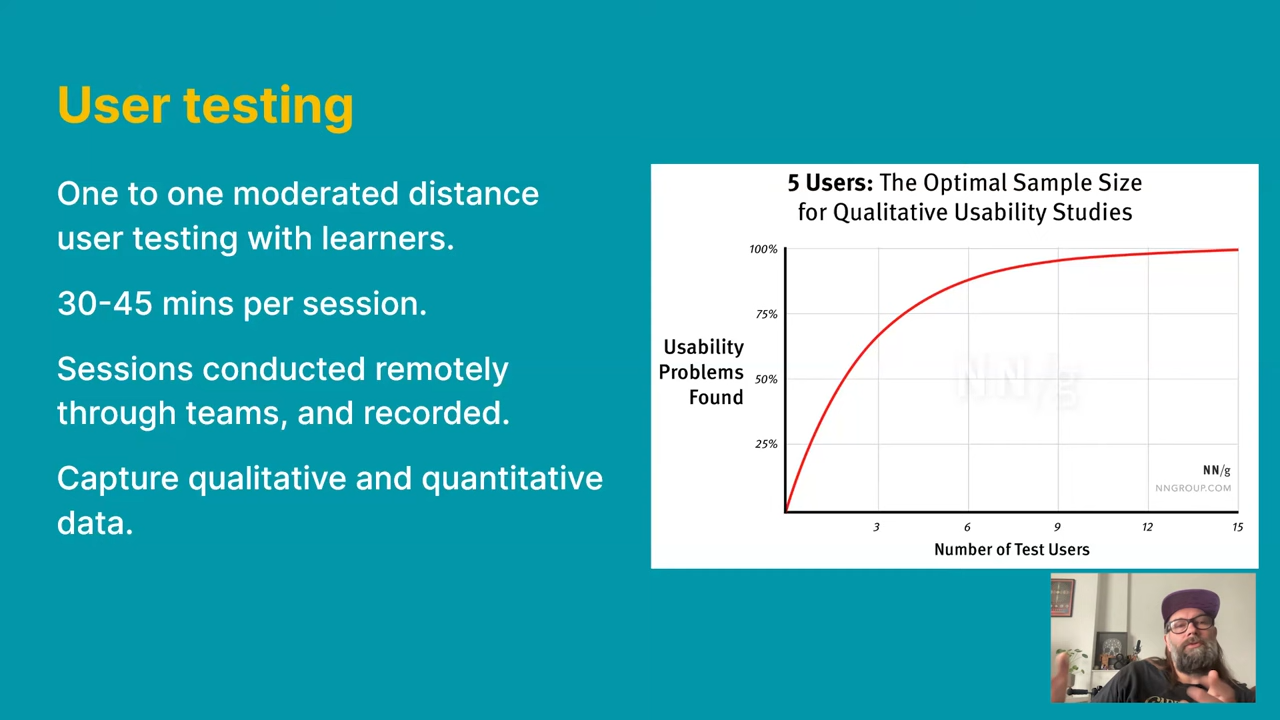 User testing
One to one moderated distance
user testing with learners.
30-45 mins per session.
Sessions conducted remotely
through teams, and recorded.
Capture qualitative and quantitative
data.
5 Users: The Optimal Sample Size
for Qualitative Usability Studies
100%
75%
50%
25%
Usability
Problems
Found
NN/g
NN/g
NNGROUP.COM
3 6 9 12 15
Number of Test Users